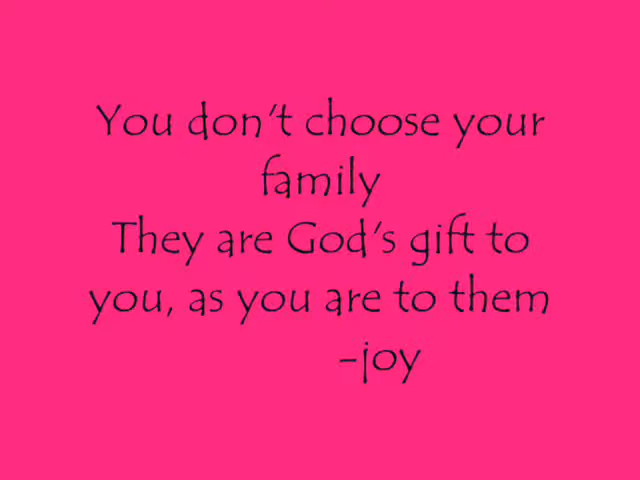 You don't choose your
family
They are God's gift to
you, as you are to them
-joy